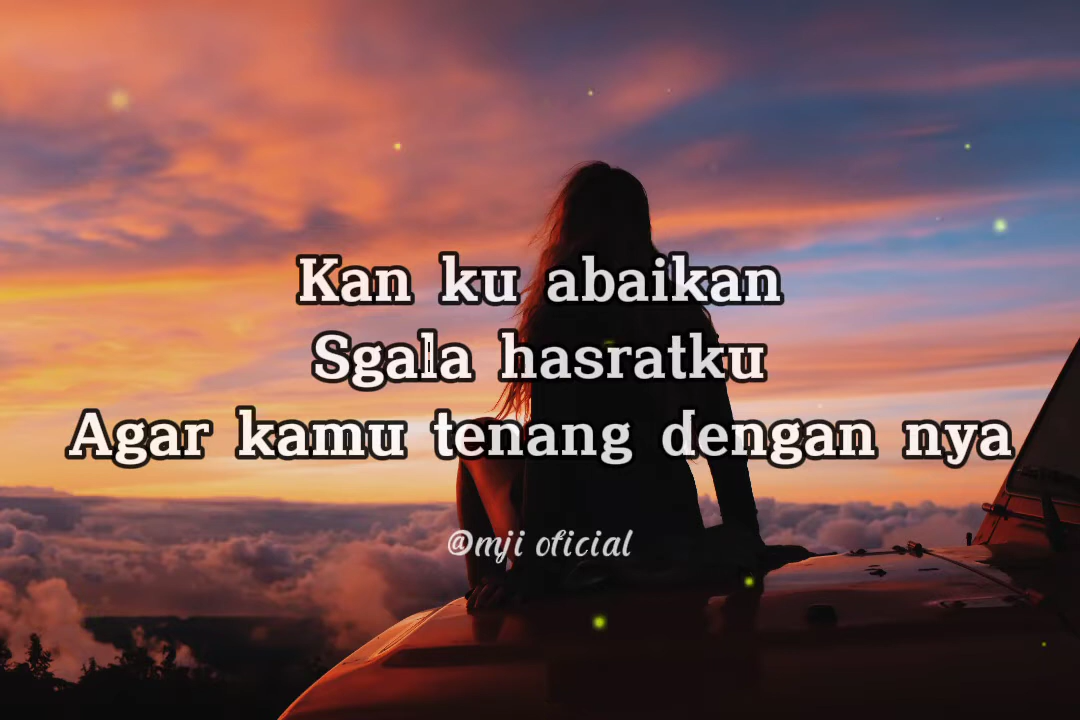 Kan ku abaikan
Sgala hasratku
Agar kamu tenang dengan nya
@mji oficial